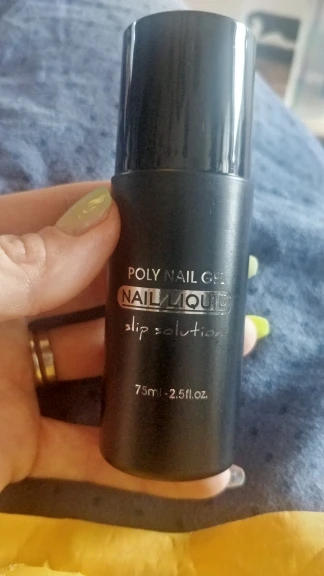 POLY NAIL GEL
NAIL LIQUID
slip solution
75ml-2.5fl.oz.